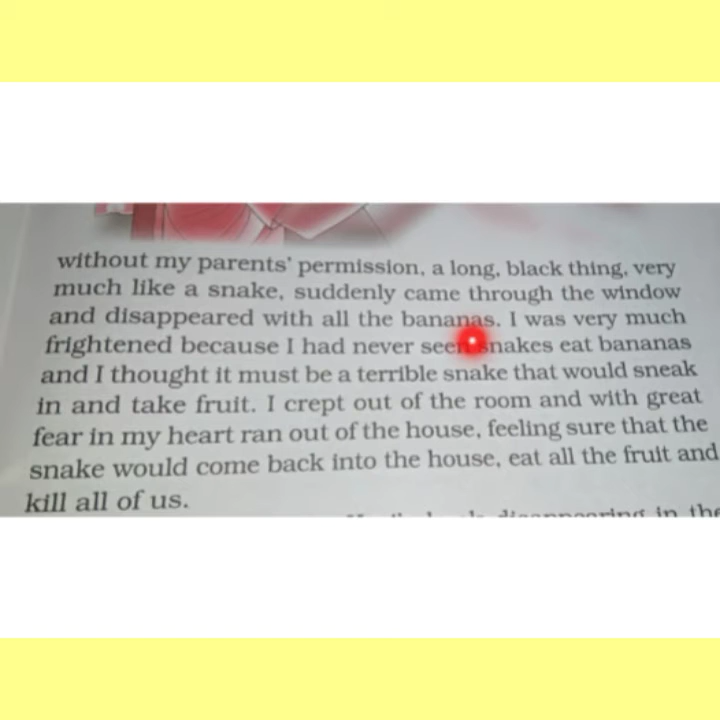 without my parents' permission, a long, black thing, very
much like a snake, suddenly came through the window
and disappeared with all the bananas. I was very much
frightened because I had never seen snakes eat bananas
and I thought it must be a terrible snake that would sneak
in and take fruit. I crept out of the room and with great
fear in my heart ran out of the house, feeling sure that the
snake would come back into the house, eat all the fruit and
kill all of us.
disappearing in the